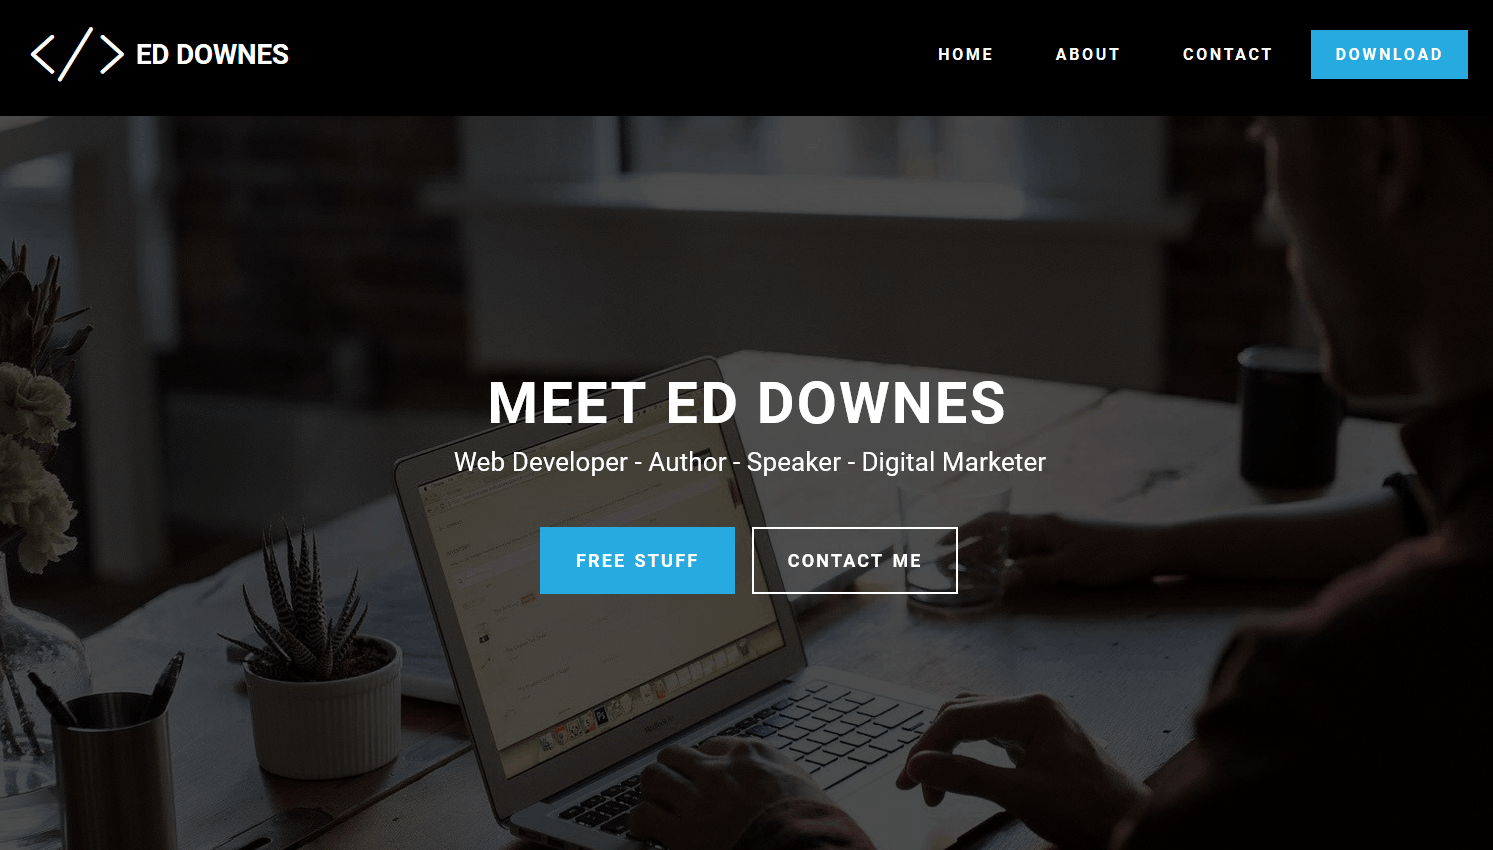 </> ED DOWNES
HOME ABOUT CONTACT DOWNLOAD
MEET ED DOWNES
Web Developer - Author - Speaker - Digital Marketer
FREE STUFF CONTACT ME